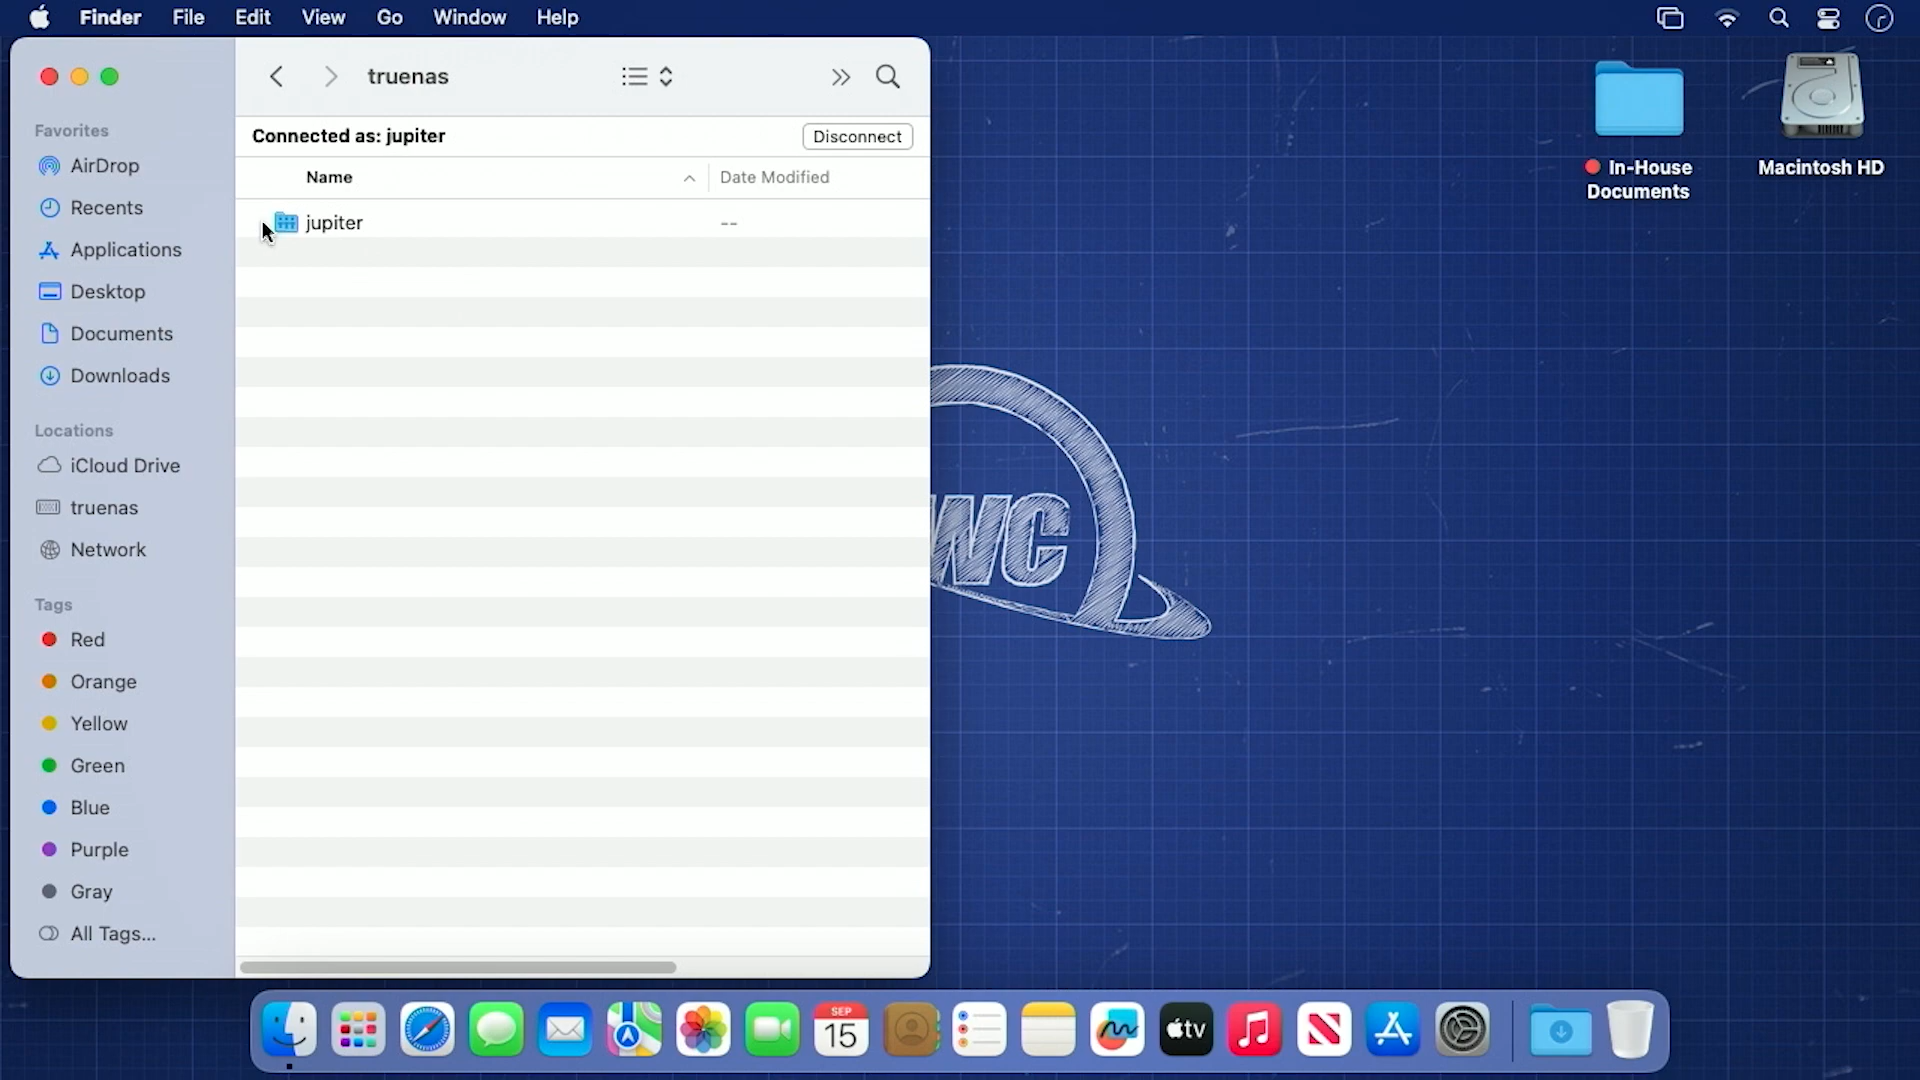 Finder File Edit View Go Window Help
truenas
Connected as: jupiter Disconnect
Name Date Modified
jupiter --
Favorites
AirDrop
Recents
Applications
Desktop
Documents
Downloads
Locations
iCloud Drive
truenas
Network
Tags
Red
Orange
Yellow
Green
Blue
Purple
Gray
All Tags...
In-House
Documents
Macintosh HD
WC
SEP
15
tv